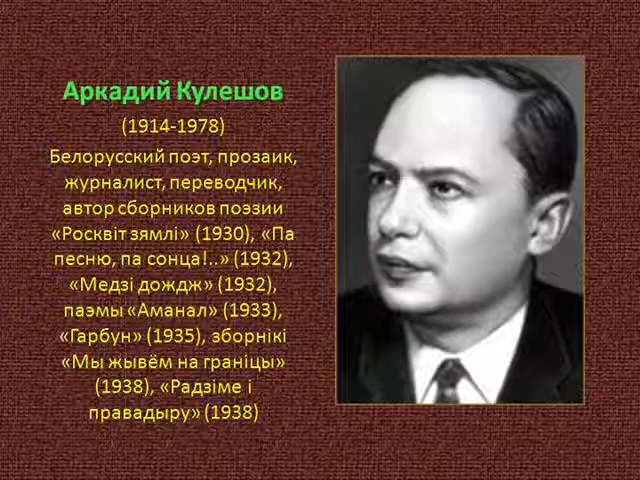 Аркадий Кулешов
(1914-1978)
Белорусский поэт, прозаик,
журналист, переводчик,
автор сборников поэзии
«Росквіт зямлі» (1930), «Па
песню, па сонца!..» (1932),
«Медзі дождж» (1932),
паэмы «Аманал» (1933),
«Гарбун» (1935), зборнікі
«Мы жывём на граніцы»
(1938), «Радзіме і
правадыру» (1938)